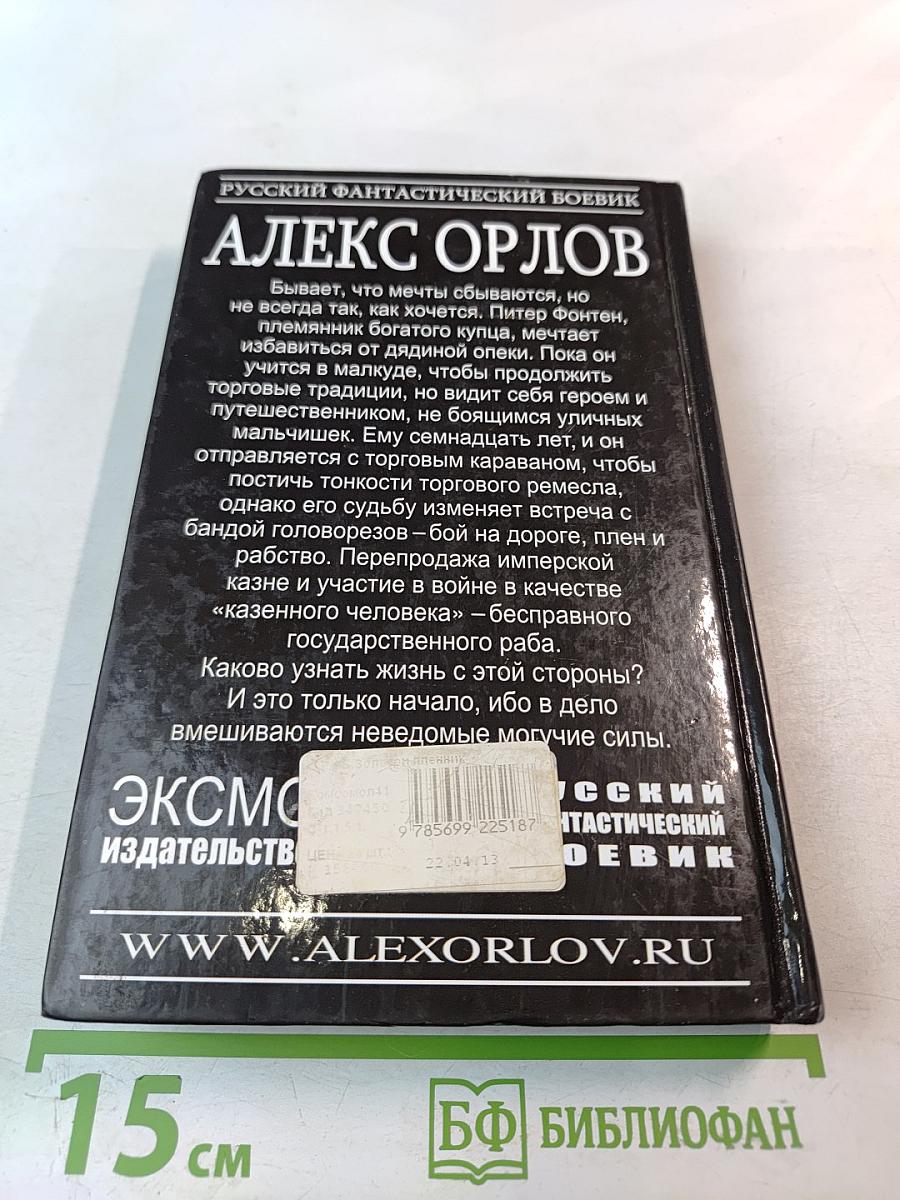 РУССКИЙ ФАНТАСТИЧЕСКИЙ БОЕВИК
АЛЕКС ОРЛОВ
Бывает, что мечты сбываются, но
не всегда так, как хочется. Питер Фонтен,
племянник богатого купца, мечтает
избавиться от дядиной опеки. Пока он
учится в малкуде, чтобы продолжить
торговые традиции, но видит себя героем и
путешественником, не боящимся уличных
мальчишек. Ему семнадцать лет, и он
отправляется с торговым караваном, чтобы
постичь тонкости торгового ремесла,
однако его судьбу изменяет встреча с
бандой головорезов – бой на дороге, плен и
рабство. Перепродажа имперской
казне и участие в войне в качестве
«казенного человека» – бесправного
государственного раба.
Каково узнать жизнь с этой стороны?
И это только начало, ибо в дело
вмешиваются неведомые могучие силы.
пленник
9 785699 225187
22.04.13
ЭКСМО
издательств
УССКИЙ
НТАСТИЧЕСКИЙ
ОЕВИК
WWW.ALEXORLOV.RU
15 см
БФ БИБЛИОФАН